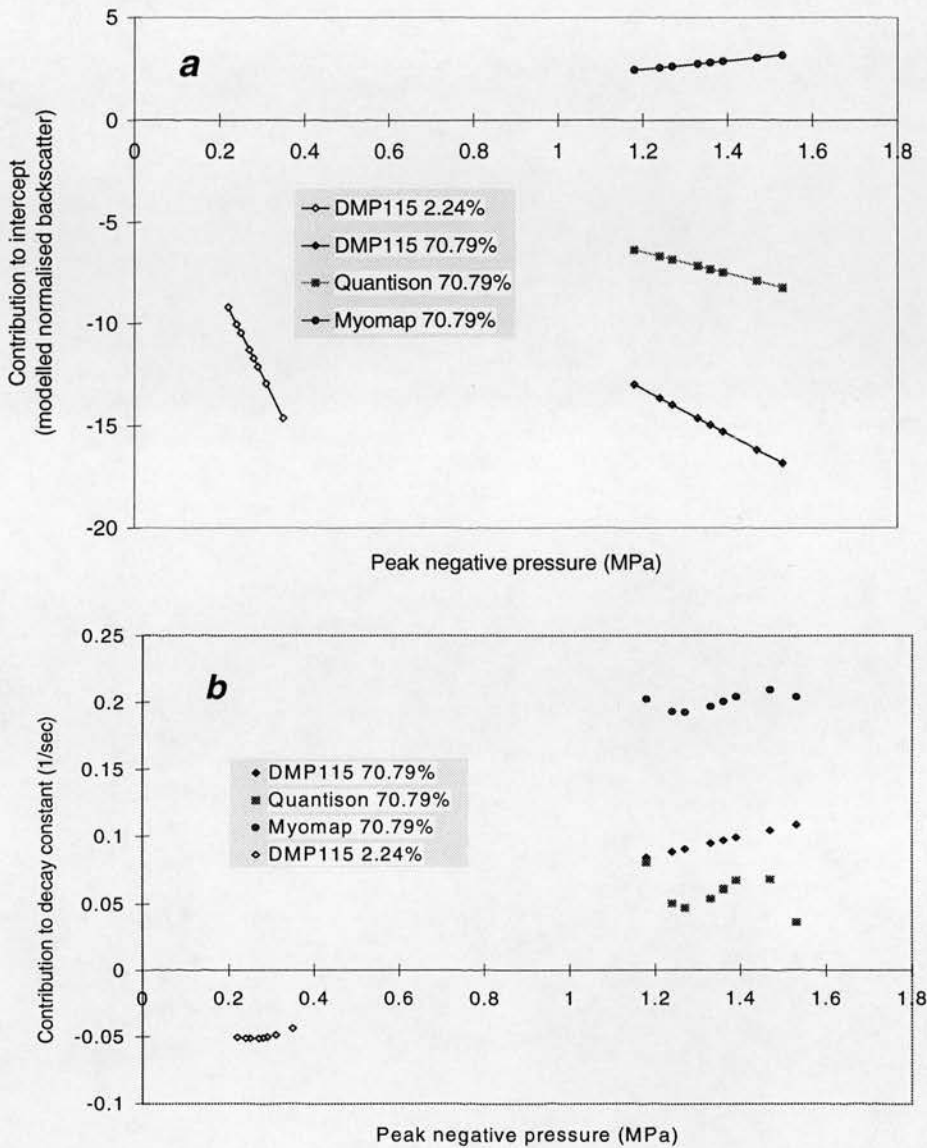 a
5
0
-5
-10
-15
-20
0 0.2 0.4 0.6 0.8 1 1.2 1.4 1.6 1.8
Contribution to intercept
(modelled normalised backscatter)
DMP115 2.24%
DMP115 70.79%
Quantison 70.79%
Myomap 70.79%
Peak negative pressure (MPa)
b
0.25
0.2
0.15
0.1
0.05
0
-0.05
-0.1
0 0.2 0.4 0.6 0.8 1 1.2 1.4 1.6 1.8
Contribution to decay constant (1/sec)
DMP115 70.79%
Quantison 70.79%
Myomap 70.79%
DMP115 2.24%
Peak negative pressure (MPa)